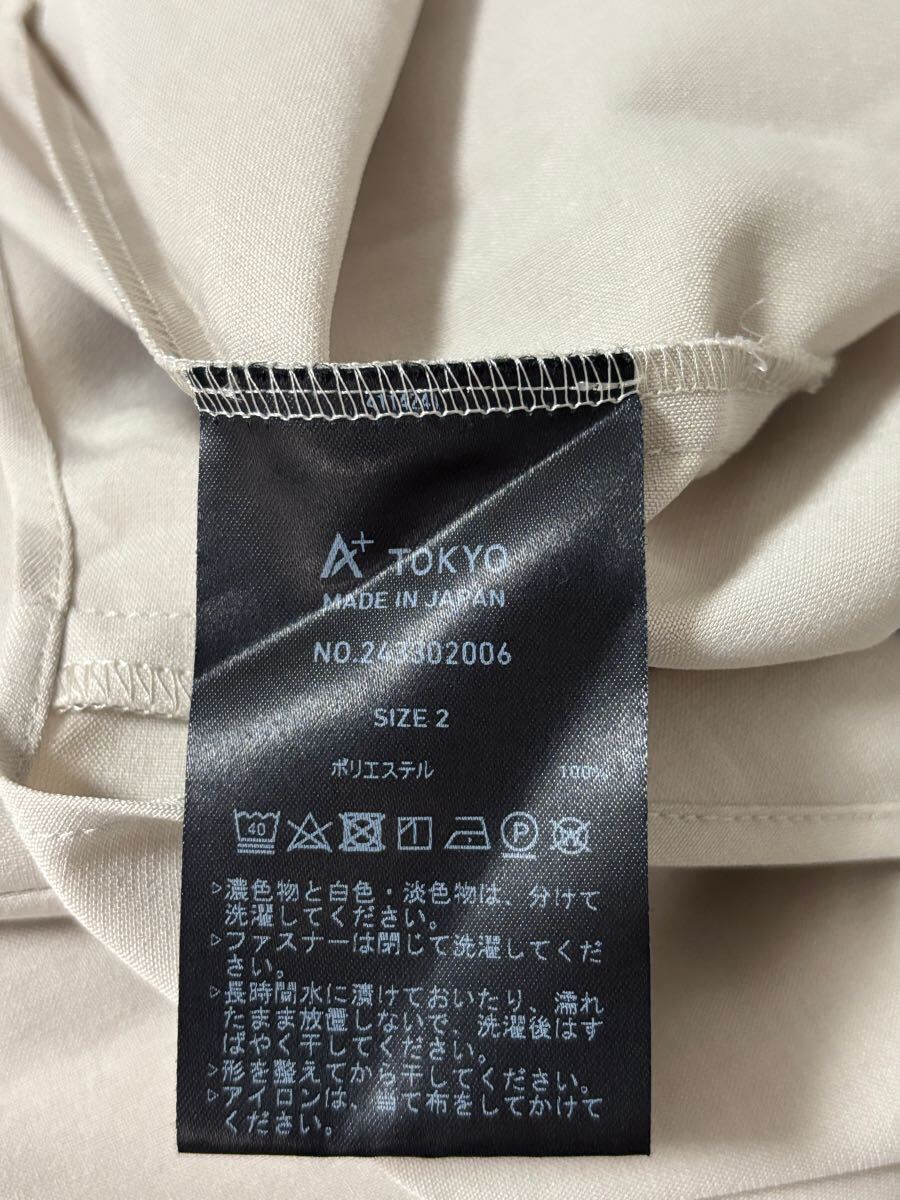 A+ TOKYO
MADE IN JAPAN
NO.243302006
SIZE 2
ポリエステル 100%
40
P
W
▷濃色物と白色・淡色物は、分けて
洗濯してください。
▷ファスナーは閉じて洗濯してくだ
さい。
▷長時間水に漬けておいたり、濡れ
たまま放置しないで、洗濯後はす
ばやく干してください。
▷形を整えてから干してください。
▷アイロンは、当て布をしてかけて
ください。